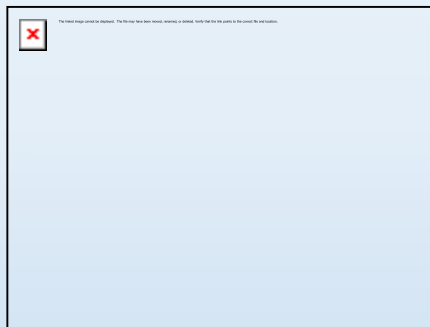 The linked image cannot be displayed. The file may have been moved, renamed, or deleted. Verify that the link points to the correct file and location.